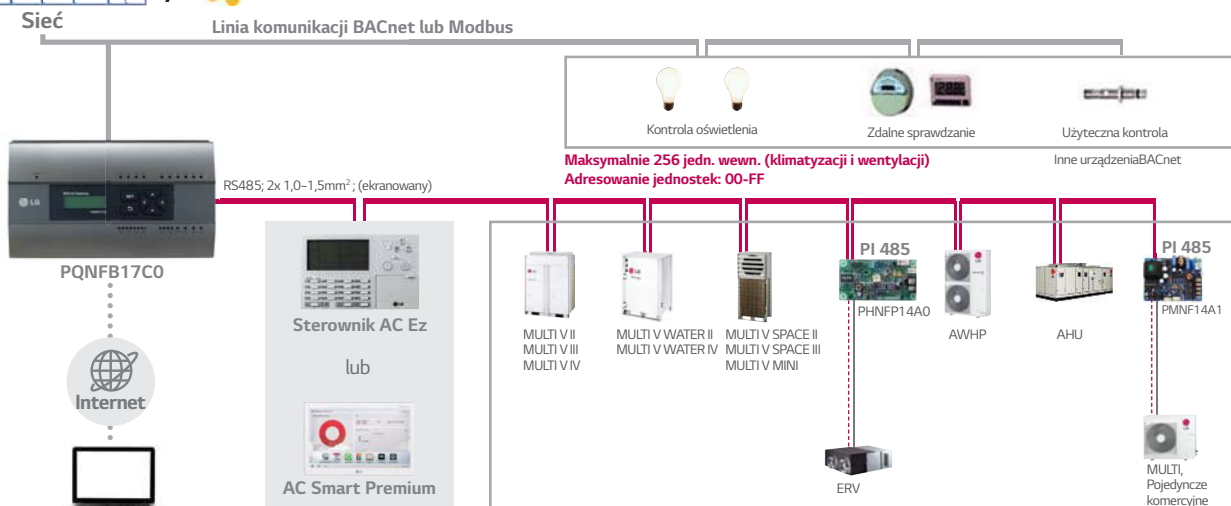 Sieć
Linia komunikacji BACnet lub Modbus
Kontrola oświetlenia
Zdalne sprawdzanie
Użyteczna kontrola
Maksymalnie 256 jedn. wewn. (klimatyzacji i wentylacji)
Adresowanie jednostek: 00-FF
Inne urządzeniaBACnet
LG
RS485; 2x 1,0~1,5mm²; (ekranowany)
PQNFB17C0
Internet
Sterownik AC Ez
lub
AC Smart Premium
MULTI V II
MULTI V III
MULTI V IV
MULTI V WATER II
MULTI V WATER IV
MULTI V SPACE II
MULTI V SPACE III
MULTI V MINI
PI 485
PHNFP14A0
ERV
AWHP
AHU
PI 485
PMNF14A1
MULTI,
Pojedyncze
komercyjne